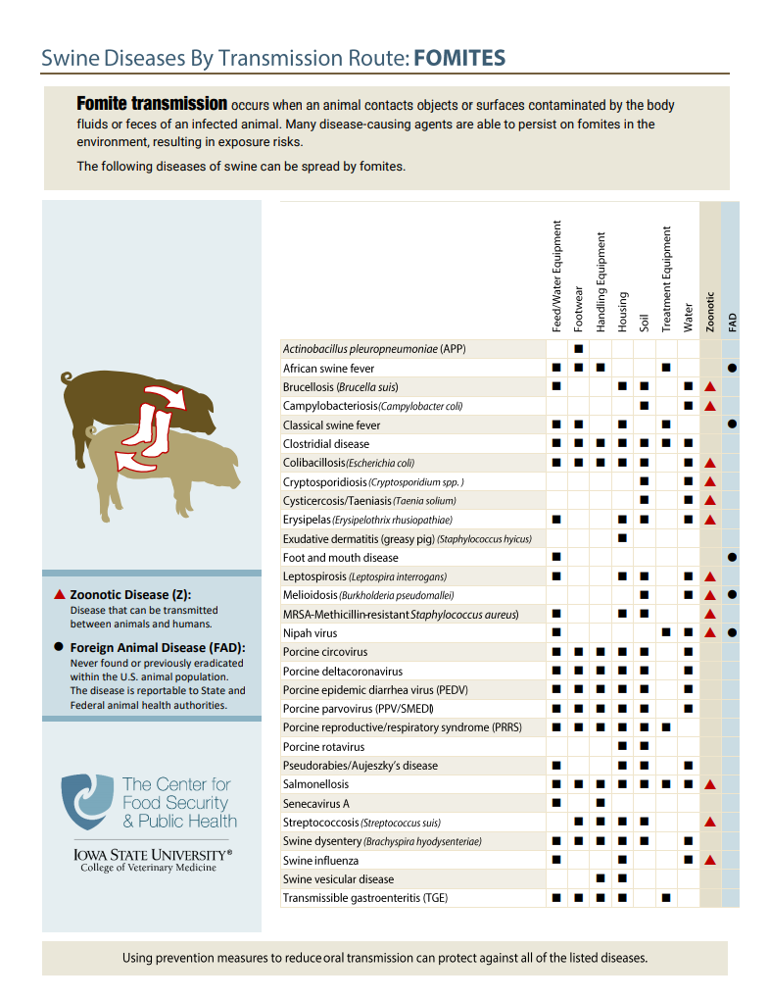 Swine Diseases By Transmission Route: FOMITES
Fomite transmission occurs when an animal contacts objects or surfaces contaminated by the body
fluids or feces of an infected animal. Many disease-causing agents are able to persist on fomites in the
environment, resulting in exposure risks.
The following diseases of swine can be spread by fomites.
Feed/Water Equipment
Footwear
Handling Equipment
Housing
Soil
Treatment Equipment
Water
Zoonotic
FAD
Actinobacillus pleuropneumoniae (APP) ■
African swine fever ■ ■ ■ ■ ●
Brucellosis (Brucella suis) ■ ■ ■ ■ ▲
Campylobacteriosis (Campylobacter coli) ■ ■ ▲
Classical swine fever ■ ■ ■ ■ ●
Clostridial disease ■ ■ ■ ■ ■ ■ ■
Colibacillosis (Escherichia coli) ■ ■ ■ ■ ■ ■ ▲
Cryptosporidiosis (Cryptosporidium spp. ) ■ ■ ▲
Cysticercosis/Taeniasis (Taenia solium) ■ ■ ▲
Erysipelas (Erysipelothrix rhusiopathiae) ■ ■ ■ ■ ▲
Exudative dermatitis (greasy pig) (Staphylococcus hyicus) ■
Foot and mouth disease ■ ●
Leptospirosis (Leptospira interrogans) ■ ■ ■ ■ ▲
Melioidosis (Burkholderia pseudomallei) ■ ■ ▲ ●
MRSA-Methicillin-resistant Staphylococcus aureus) ■ ■ ■ ▲
Nipah virus ■ ■ ■ ▲ ●
Porcine circovirus ■ ■ ■ ■ ■ ■
Porcine deltacoronavirus ■ ■ ■ ■ ■ ■
Porcine epidemic diarrhea virus (PEDV) ■ ■ ■ ■ ■ ■
Porcine parvovirus (PPV/SMEDI) ■ ■ ■ ■ ■ ■
Porcine reproductive/respiratory syndrome (PRRS) ■ ■ ■ ■ ■ ■
Porcine rotavirus ■ ■
Pseudorabies/Aujeszky's disease ■ ■ ■ ■
Salmonellosis ■ ■ ■ ■ ■ ■ ■ ▲
Senecavirus A ■ ■
Streptococcosis (Streptococcus suis) ■ ■ ■ ■ ▲
Swine dysentery (Brachyspira hyodysenteriae) ■ ■ ■ ■ ■ ■
Swine influenza ■ ■ ■ ▲
Swine vesicular disease ■ ■
Transmissible gastroenteritis (TGE) ■ ■ ■ ■ ■
▲ Zoonotic Disease (Z):
Disease that can be transmitted
between animals and humans.
● Foreign Animal Disease (FAD):
Never found or previously eradicated
within the U.S. animal population.
The disease is reportable to State and
Federal animal health authorities.
The Center for
Food Security
& Public Health
IOWA STATE UNIVERSITY®
College of Veterinary Medicine
Using prevention measures to reduce oral transmission can protect against all of the listed diseases.